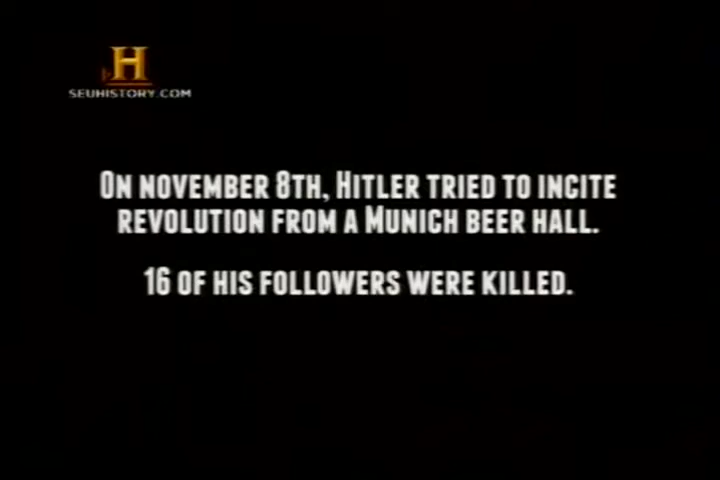 H
SEUHISTORY.COM
ON NOVEMBER 8TH, HITLER TRIED TO INCITE
REVOLUTION FROM A MUNICH BEER HALL.
16 OF HIS FOLLOWERS WERE KILLED.